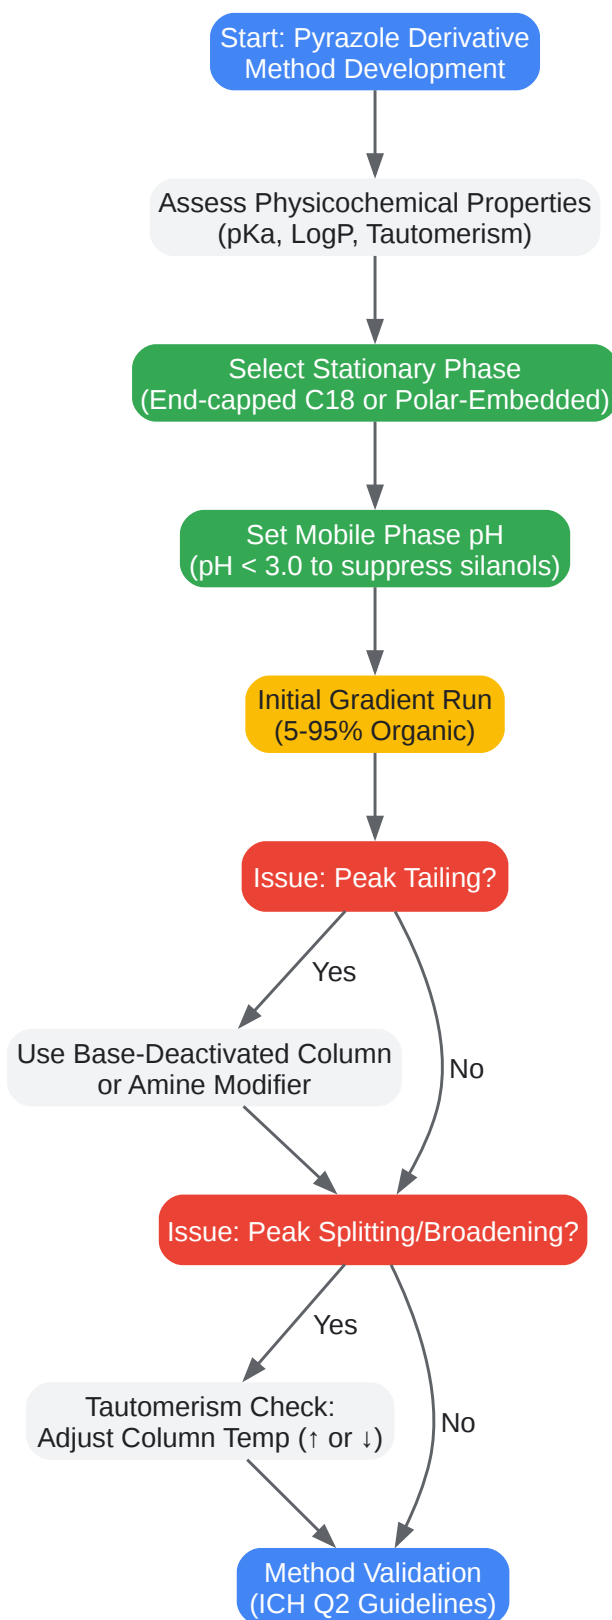 Start: Pyrazole Derivative
Method Development
Assess Physicochemical Properties
(pKa, LogP, Tautomerism)
Select Stationary Phase
(End-capped C18 or Polar-Embedded)
Set Mobile Phase pH
(pH < 3.0 to suppress silanols)
Initial Gradient Run
(5-95% Organic)
Issue: Peak Tailing?
Yes
Use Base-Deactivated Column
or Amine Modifier
No
Issue: Peak Splitting/Broadening?
Yes
Tautomerism Check:
Adjust Column Temp (↑ or ↓)
No
Method Validation
(ICH Q2 Guidelines)